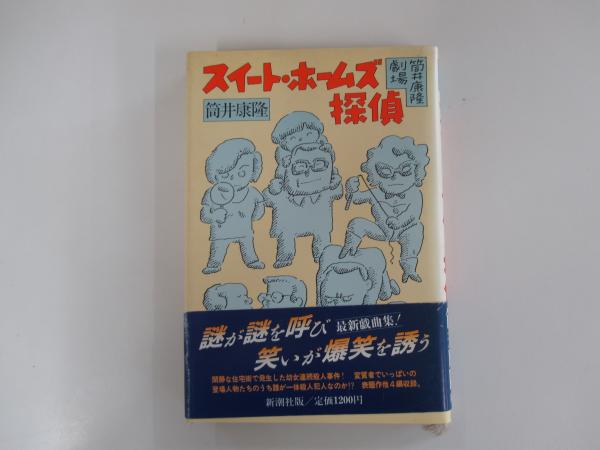 スイート・ホームズ
探偵
筒井康隆
劇場
筒井康隆
謎が謎を呼び 最新戯曲集!
笑いが爆笑を誘う
閑静な住宅街で発生した幼女連続殺人事件! 変質者でいっぱいの
登場人物たちのうち誰が一体殺人犯人なのか!? 表題作他4編収録。
新潮社版/定価1200円